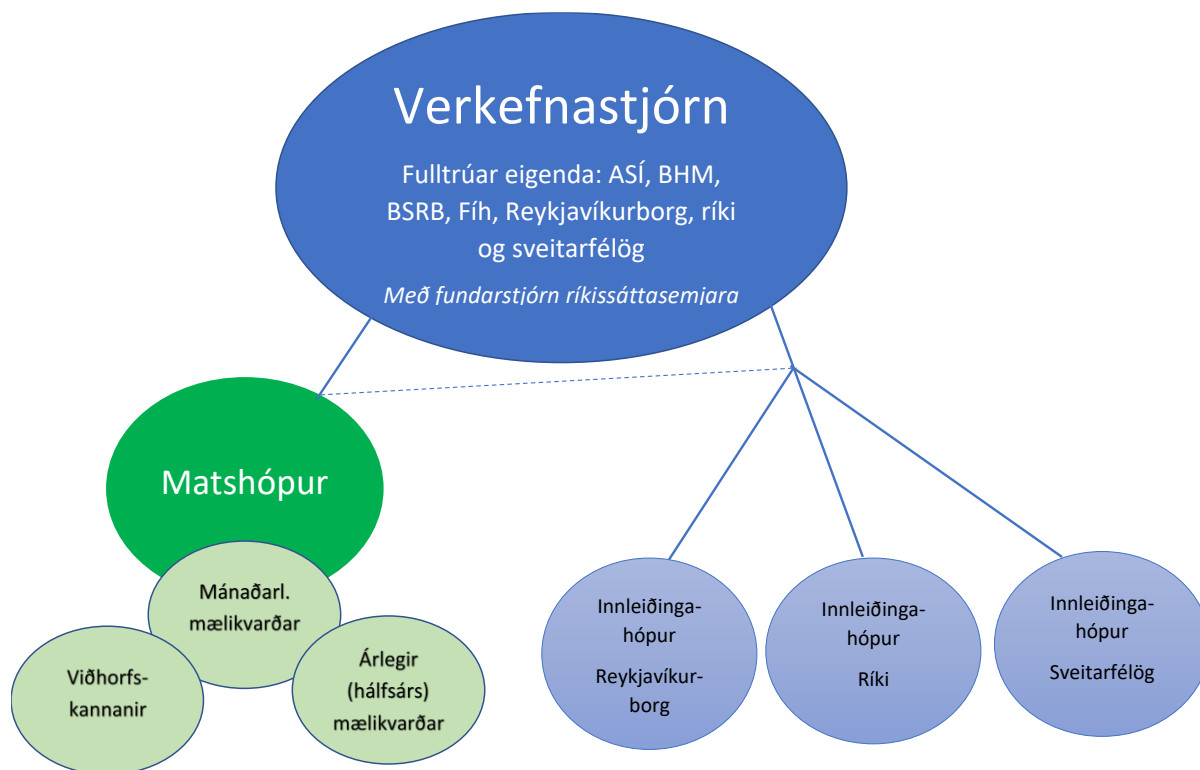 Verkefnastjórn
Fulltrúar eigenda: ASÍ, BHM,
BSRB, Fíh, Reykjavíkurborg, ríki
og sveitarfélög
Með fundarstjórn ríkissáttasemjara
Matshópur
Mánaðarl.
mælikvarðar
Viðhorfs-
kannanir
Árlegir
(hálfsárs)
mælikvarðar
Innleiðinga-
hópur
Reykjavíkur-
borg
Innleiðinga-
hópur
Ríki
Innleiðinga-
hópur
Sveitarfélög